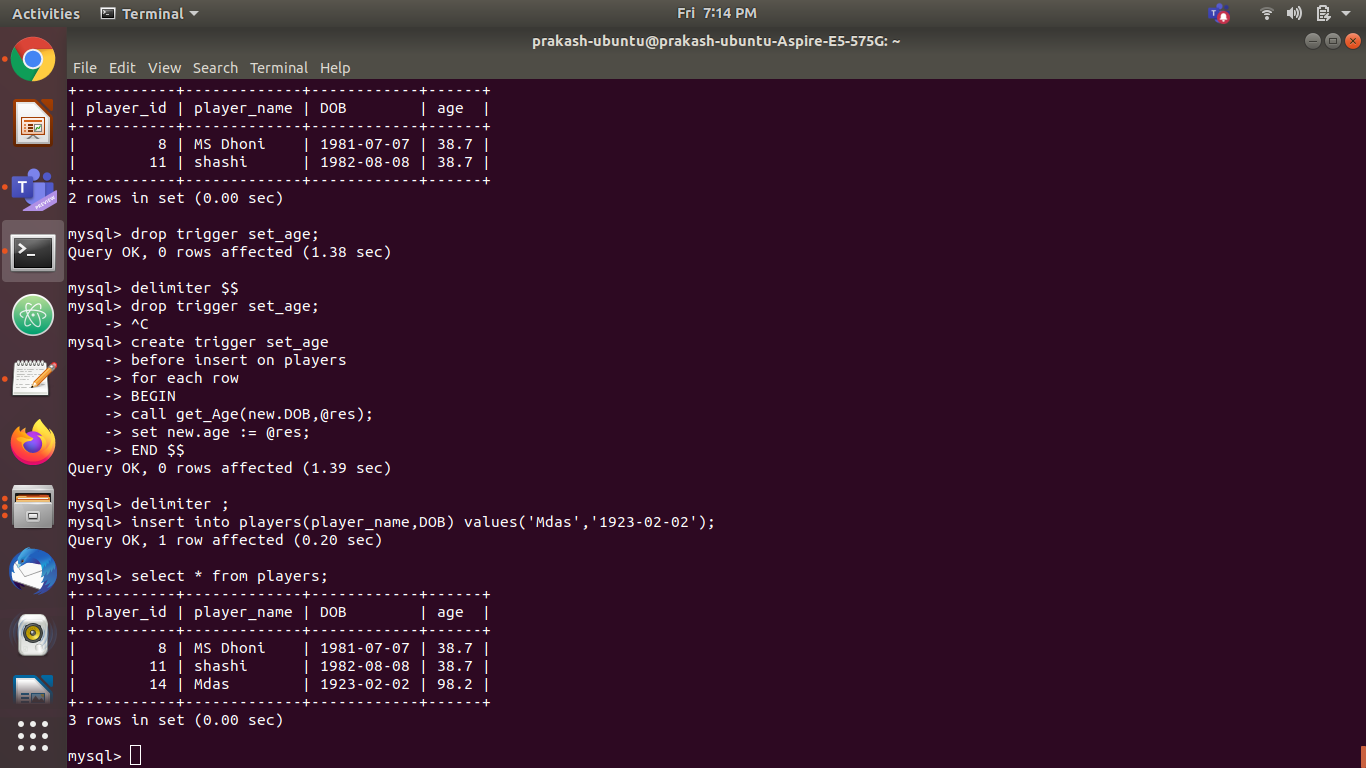 Activities Terminal Fri 7:14 PM
prakash-ubuntu@prakash-ubuntu-Aspire-E5-575G: ~
File Edit View Search Terminal Help
+-----------+-------------+------------+------+
| player_id | player_name | DOB        | age  |
+-----------+-------------+------------+------+
|         8 | MS Dhoni    | 1981-07-07 | 38.7 |
|        11 | shashi      | 1982-08-08 | 38.7 |
+-----------+-------------+------------+------+
2 rows in set (0.00 sec)

mysql> drop trigger set_age;
Query OK, 0 rows affected (1.38 sec)

mysql> delimiter $$
mysql> drop trigger set_age;
    -> ^C
mysql> create trigger set_age
    -> before insert on players
    -> for each row
    -> BEGIN
    -> call get_Age(new.DOB,@res);
    -> set new.age := @res;
    -> END $$
Query OK, 0 rows affected (1.39 sec)

mysql> delimiter ;
mysql> insert into players(player_name,DOB) values('Mdas','1923-02-02');
Query OK, 1 row affected (0.20 sec)

mysql> select * from players;
+-----------+-------------+------------+------+
| player_id | player_name | DOB        | age  |
+-----------+-------------+------------+------+
|         8 | MS Dhoni    | 1981-07-07 | 38.7 |
|        11 | shashi      | 1982-08-08 | 38.7 |
|        14 | Mdas        | 1923-02-02 | 98.2 |
+-----------+-------------+------------+------+
3 rows in set (0.00 sec)

mysql>